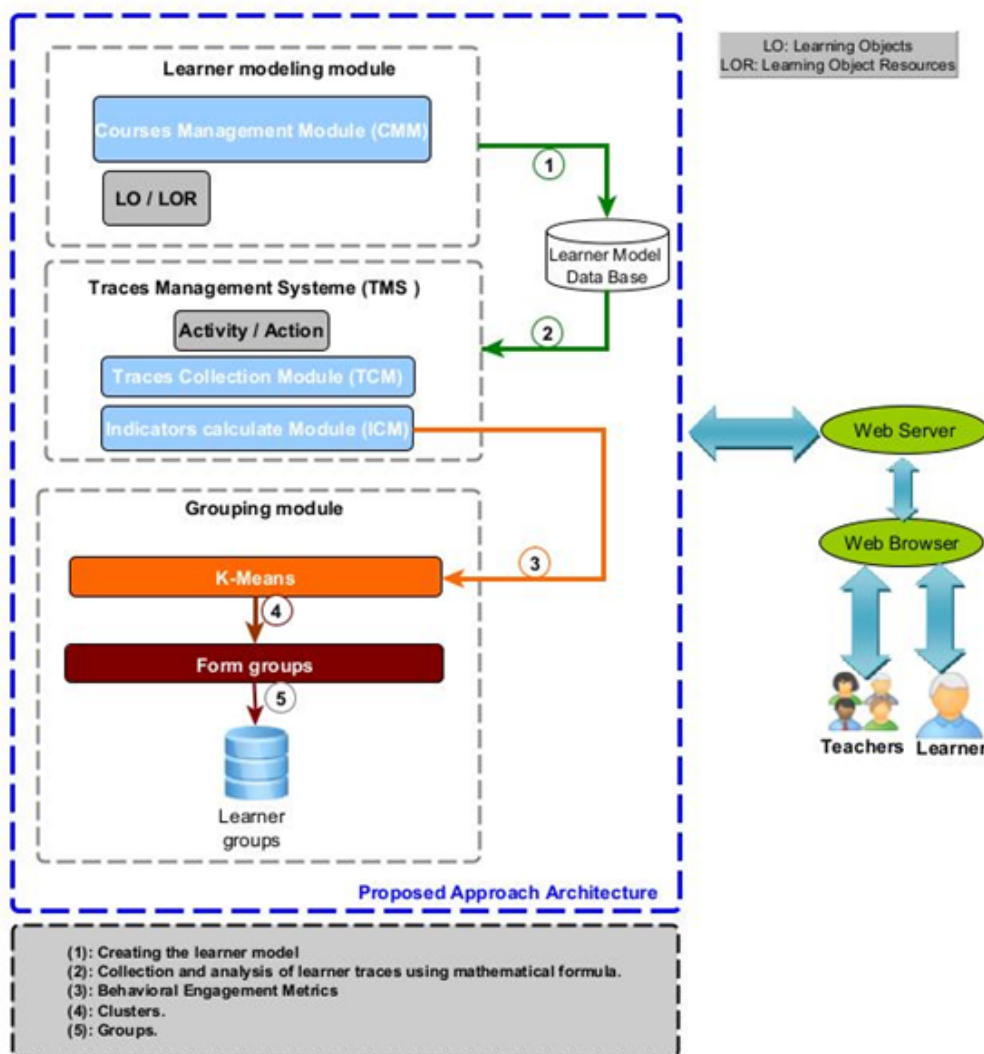 LO: Learning Objects
LOR: Learning Object Resources
Learner modeling module
Courses Management Module (CMM)
LO / LOR
1
Learner Model
Data Base
Traces Management Systeme (TMS )
Activity / Action
2
Traces Collection Module (TCM)
Indicators calculate Module (ICM)
Web Server
Grouping module
Web Browser
K-Means
3
4
Form groups
5
Teachers
Learner
Learner
groups
Proposed Approach Architecture
(1): Creating the learner model
(2): Collection and analysis of learner traces using mathematical formula.
(3): Behavioral Engagement Metrics
(4): Clusters.
(5): Groups.